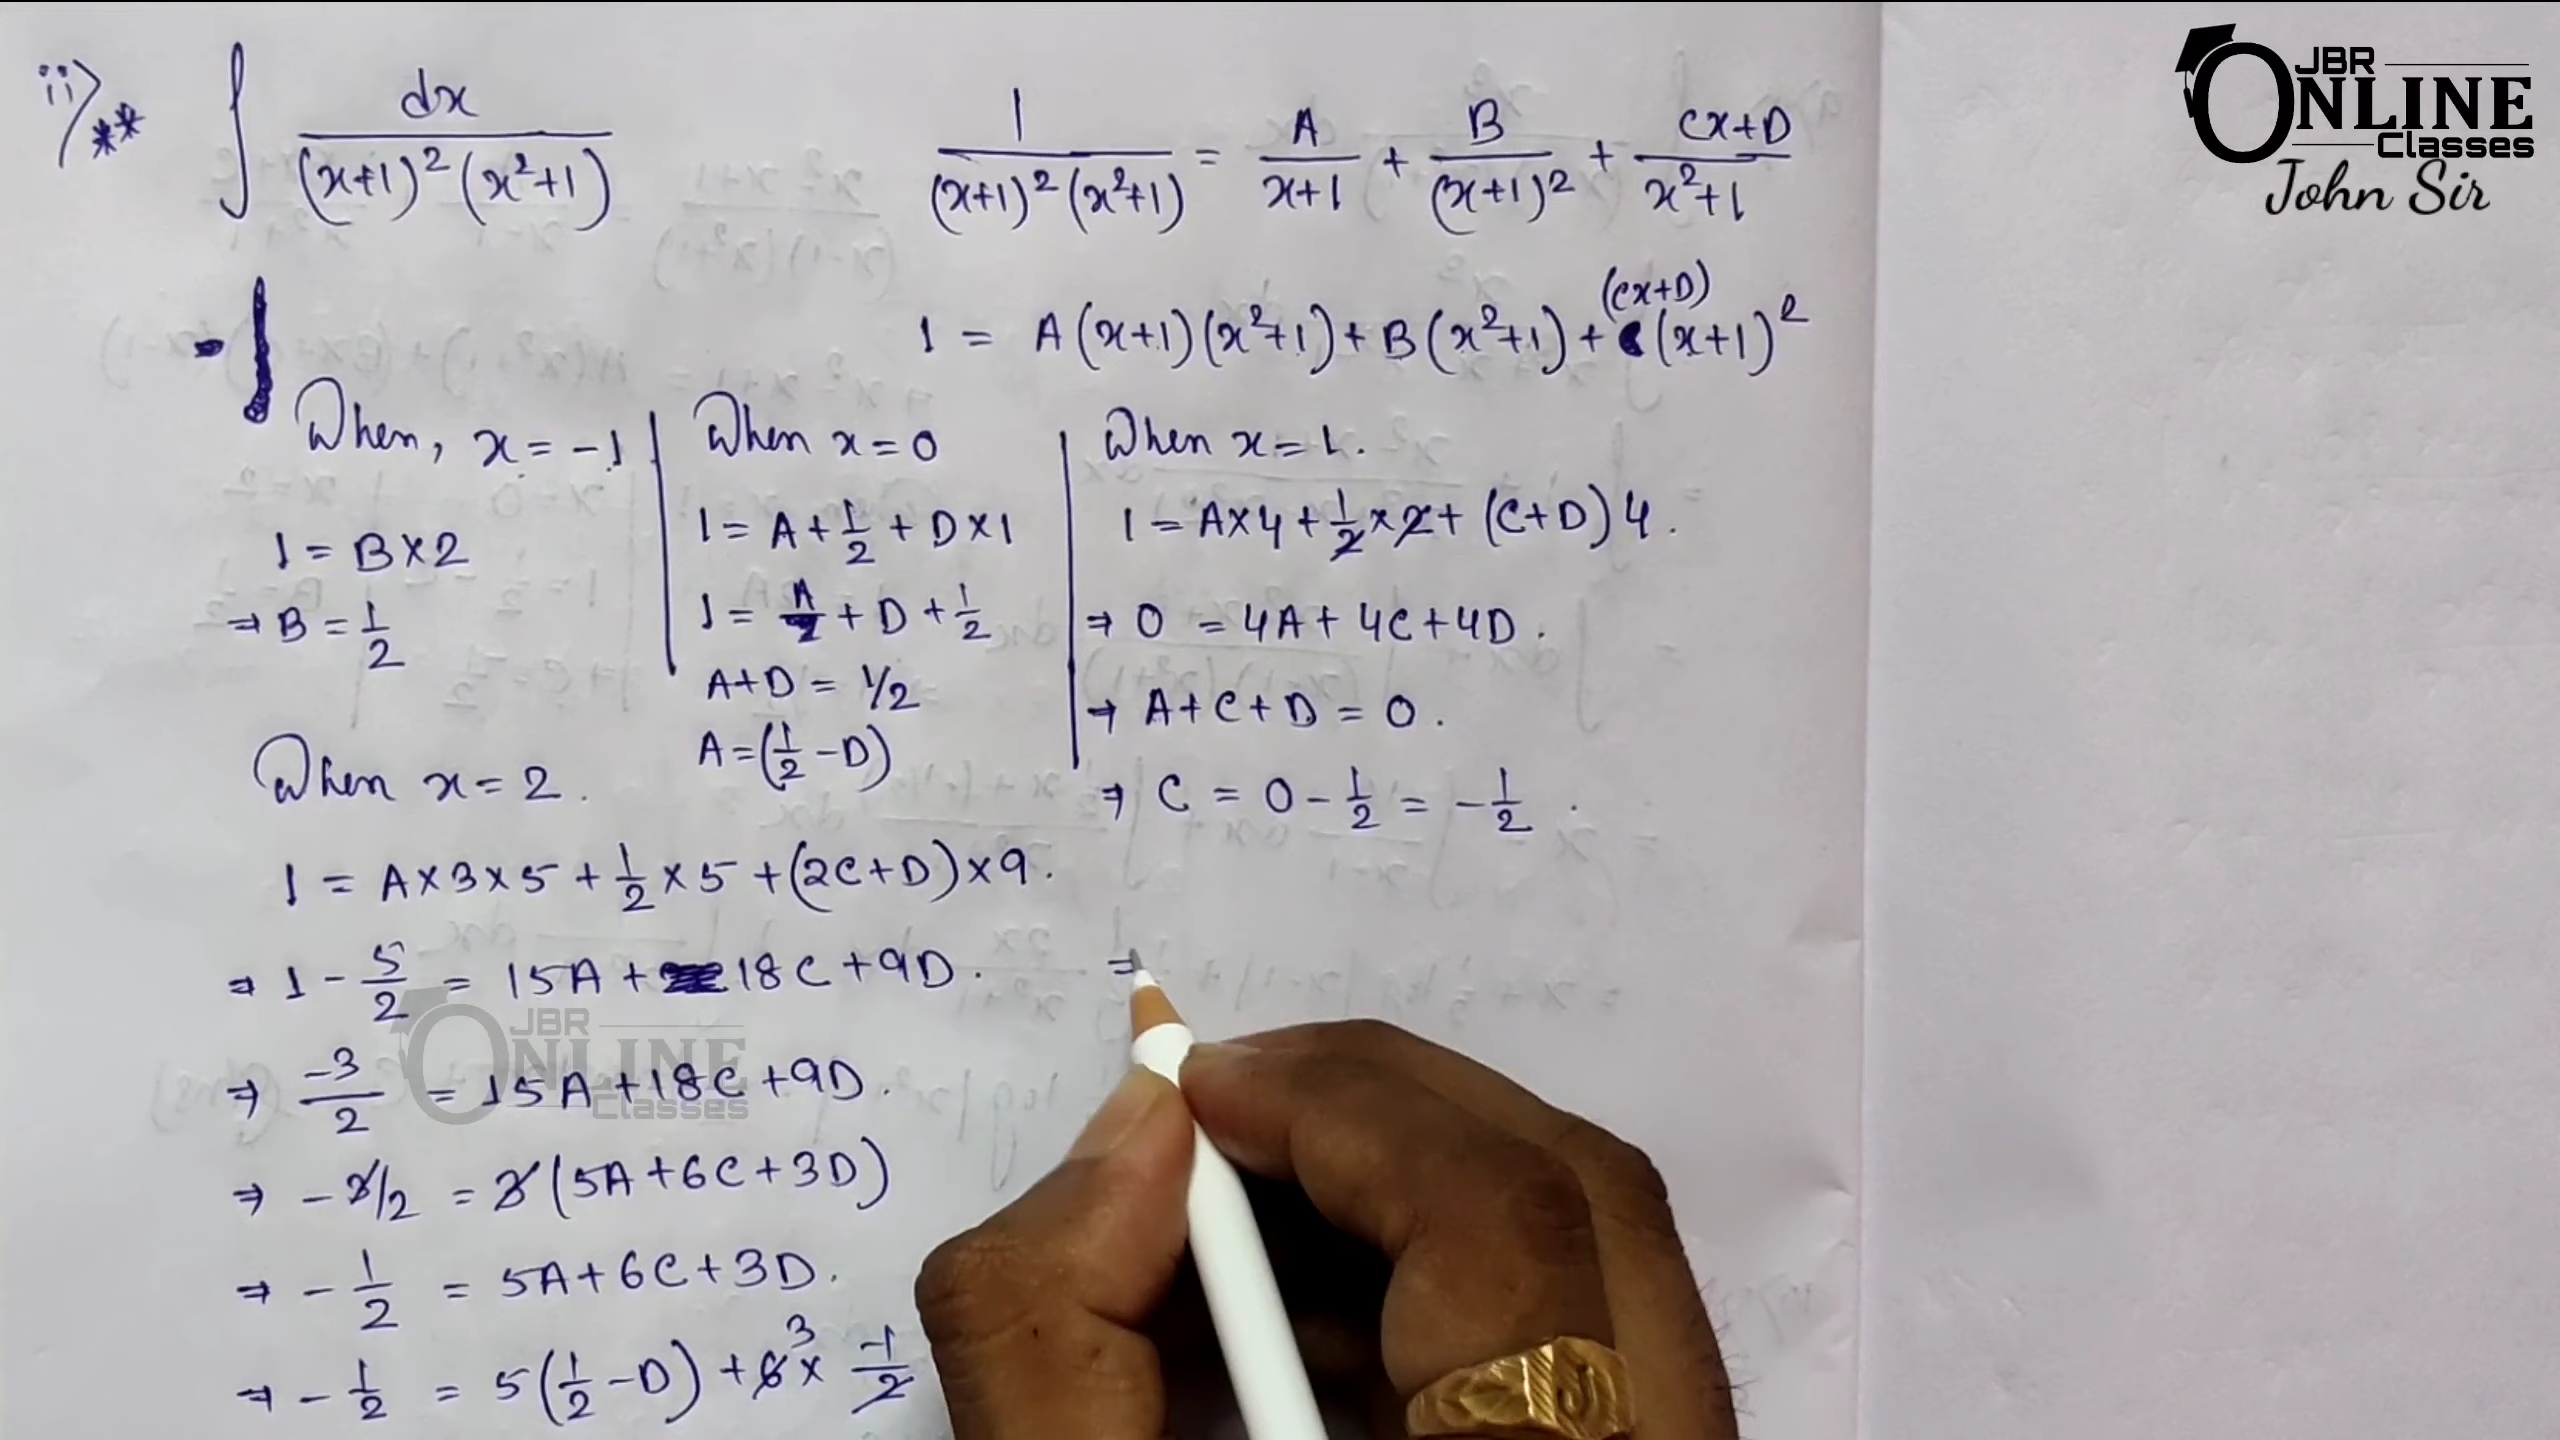 ii) ** ∫ dx / (x+1)² (x²+1)
1 / (x+1)² (x²+1) = A / x+1 + B / (x+1)² + Cx+D / x²+1
1 = A(x+1)(x²+1) + B(x²+1) + (Cx+D) (x+1)²
When, x = -1
1 = B×2
⇒ B = 1/2
When x = 0
1 = A + 1/2 + D×1
1 = A + D + 1/2
A+D = 1/2
A = (1/2 - D)
When x = 1.
1 = A×4 + 1/2 × 2 + (C+D) 4.
⇒ 0 = 4A + 4C + 4D.
⇒ A + C + D = 0.
⇒ C = 0 - 1/2 = -1/2.
When x = 2.
1 = A×3×5 + 1/2 × 5 + (2C+D)×9.
⇒ 1 - 5/2 = 15A + 18C + 9D.
⇒ -3/2 = 15A + 18C + 9D.
⇒ -3/2 = 3(5A + 6C + 3D)
⇒ -1/2 = 5A + 6C + 3D.
⇒ -1/2 = 5(1/2 - D) + 6³ × -1/2
⇒
JBR
ONLINE
Classes
John Sir
JBR
ONLINE
Classes